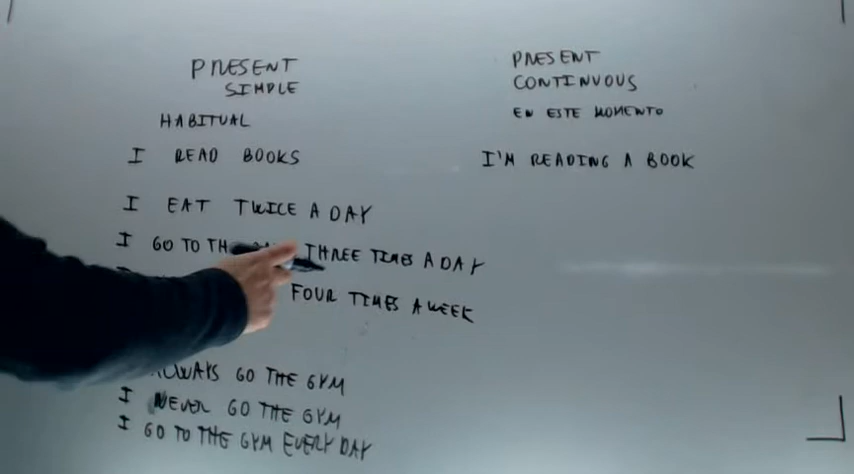 PRESENT
SIMPLE
HABITUAL
I READ BOOKS
I EAT TWICE A DAY
I GO TO THREE TIMES A DAY
FOUR TIMES A WEEK
ALWAYS GO THE GYM
I NEVER GO THE GYM
I GO TO THE GYM EVERY DAY
PRESENT
CONTINUOUS
EN ESTE MOMENTO
I'M READING A BOOK